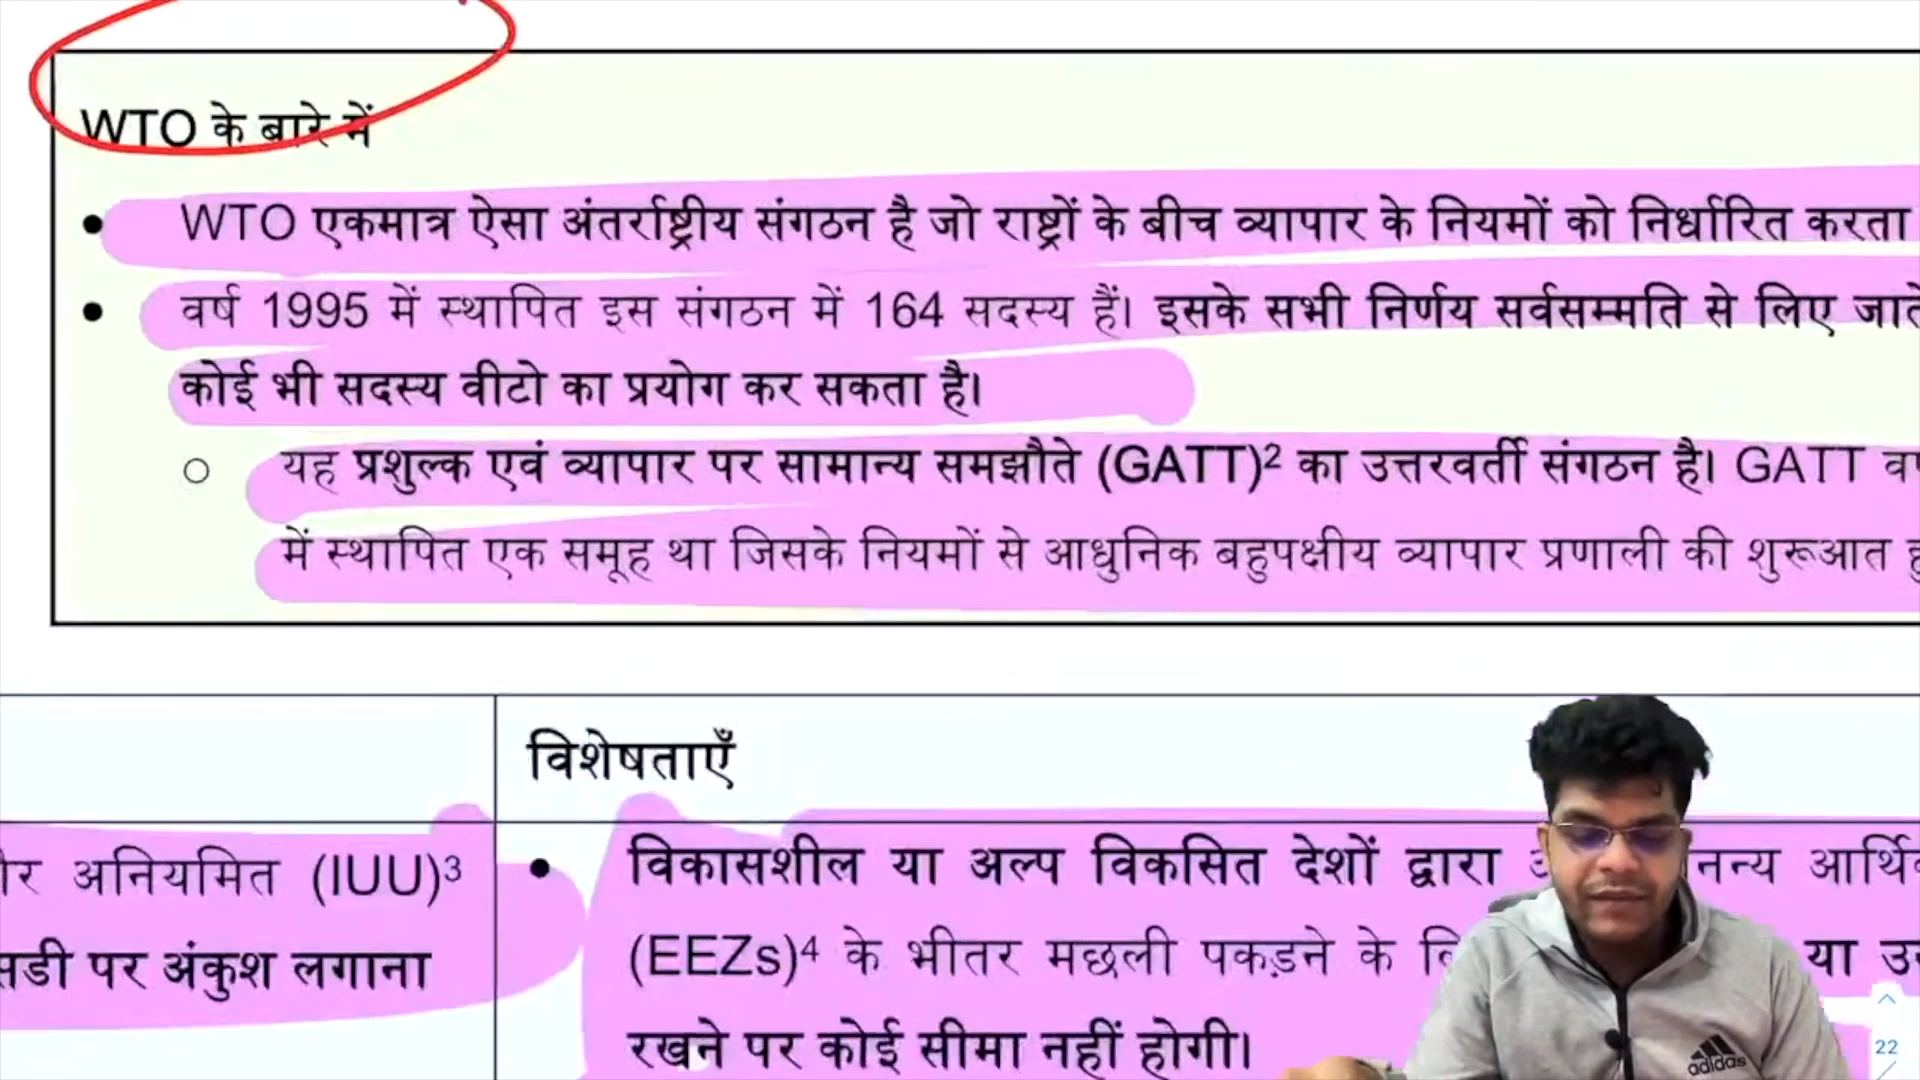 WTO के बारे में
• WTO एकमात्र ऐसा अंतर्राष्ट्रीय संगठन है जो राष्ट्रों के बीच व्यापार के नियमों को निर्धारित करता
• वर्ष 1995 में स्थापित इस संगठन में 164 सदस्य हैं। इसके सभी निर्णय सर्वसम्मति से लिए जाते
कोई भी सदस्य वीटो का प्रयोग कर सकता है।
○ यह प्रशुल्क एवं व्यापार पर सामान्य समझौते (GATT)² का उत्तरवर्ती संगठन है। GATT
में स्थापित एक समूह था जिसके नियमों से आधुनिक बहुपक्षीय व्यापार प्रणाली की शुरूआत
विशेषताएँ
अनियमित (IUU)³
पर अंकुश लगाना
• विकासशील या अल्प विकसित देशों द्वारा
(EEZs)⁴ के भीतर मछली पकड़ने के
या
रखने पर कोई सीमा नहीं होगी।
adidas
22